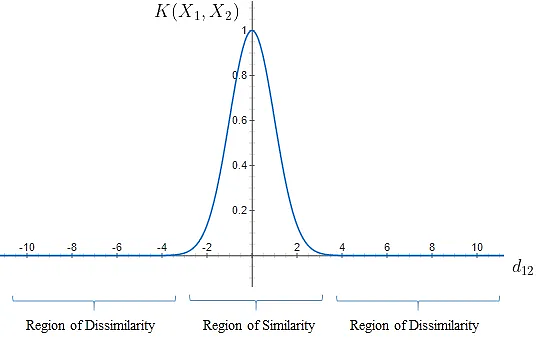 K(X₁, X₂)
1
0.8
0.6
0.4
0.2
-10 -8 -6 -4 -2 2 4 6 8 10
d₁₂
Region of Dissimilarity Region of Similarity Region of Dissimilarity